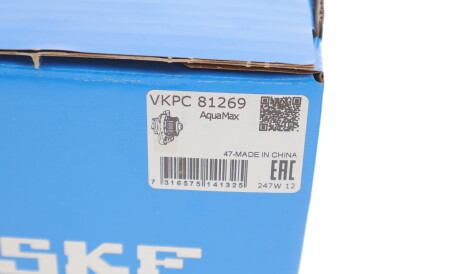 VKPC 81269
AquaMax
47-MADE IN CHINA
EAC
7 316575 141325
247W 12
SKF